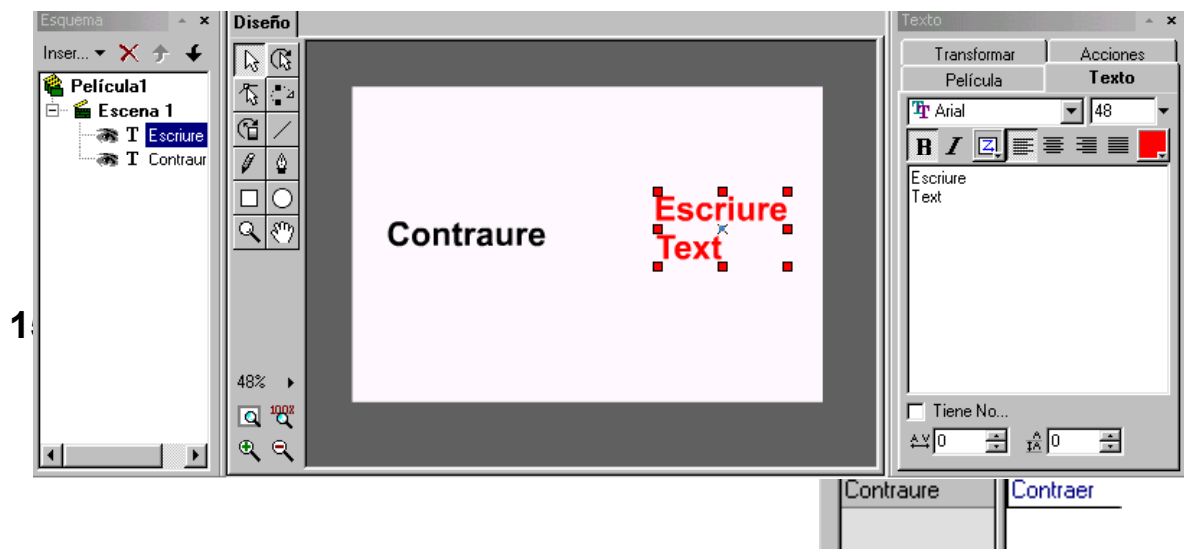 Esquema
Inser...
Película1
Escena 1
T Escriure
T Contraur
Diseño
48%
100%
Contraure
Escriure
Text
Texto
Transformar
Acciones
Película
Texto
Arial
48
B I
Escriure
Text
Tiene No...
0
0
Contraure
Contraer